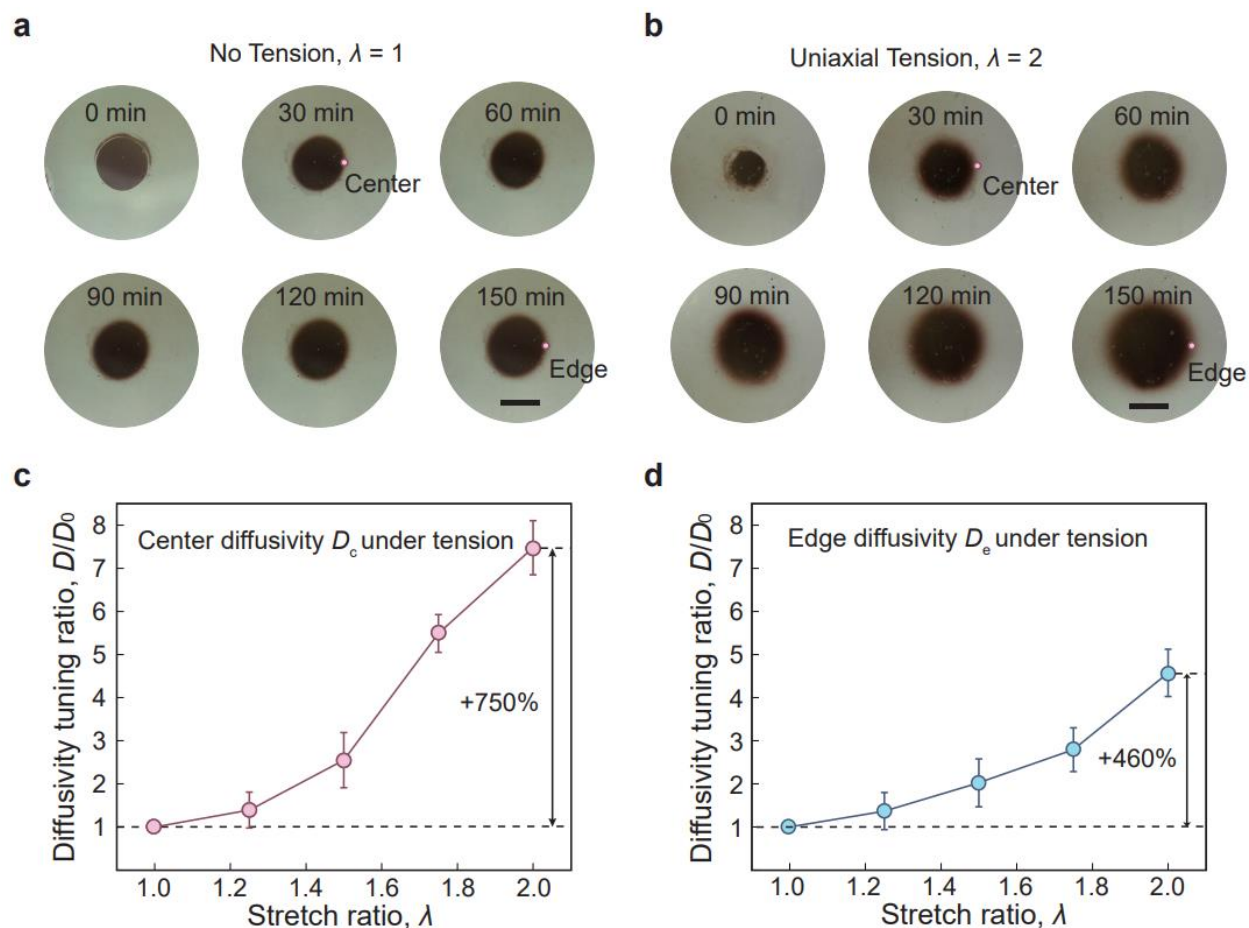 a
No Tension, λ = 1
0 min
30 min
60 min
Center
90 min
120 min
150 min
Edge
b
Uniaxial Tension, λ = 2
0 min
30 min
60 min
Center
90 min
120 min
150 min
Edge
c
Diffusivity tuning ratio, D/D₀
8
7
6
5
4
3
2
1
Center diffusivity D꜀ under tension
+750%
1.0 1.2 1.4 1.6 1.8 2.0
Stretch ratio, λ
d
Diffusivity tuning ratio, D/D₀
8
7
6
5
4
3
2
1
Edge diffusivity Dₑ under tension
+460%
1.0 1.2 1.4 1.6 1.8 2.0
Stretch ratio, λ